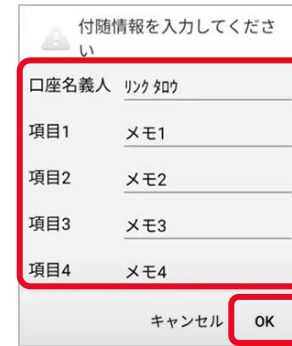 付随情報を入力してくださ
い
口座名義人 ﾘﾝｸ ﾀﾛｳ
項目1 メモ1
項目2 メモ2
項目3 メモ3
項目4 メモ4
キャンセル OK